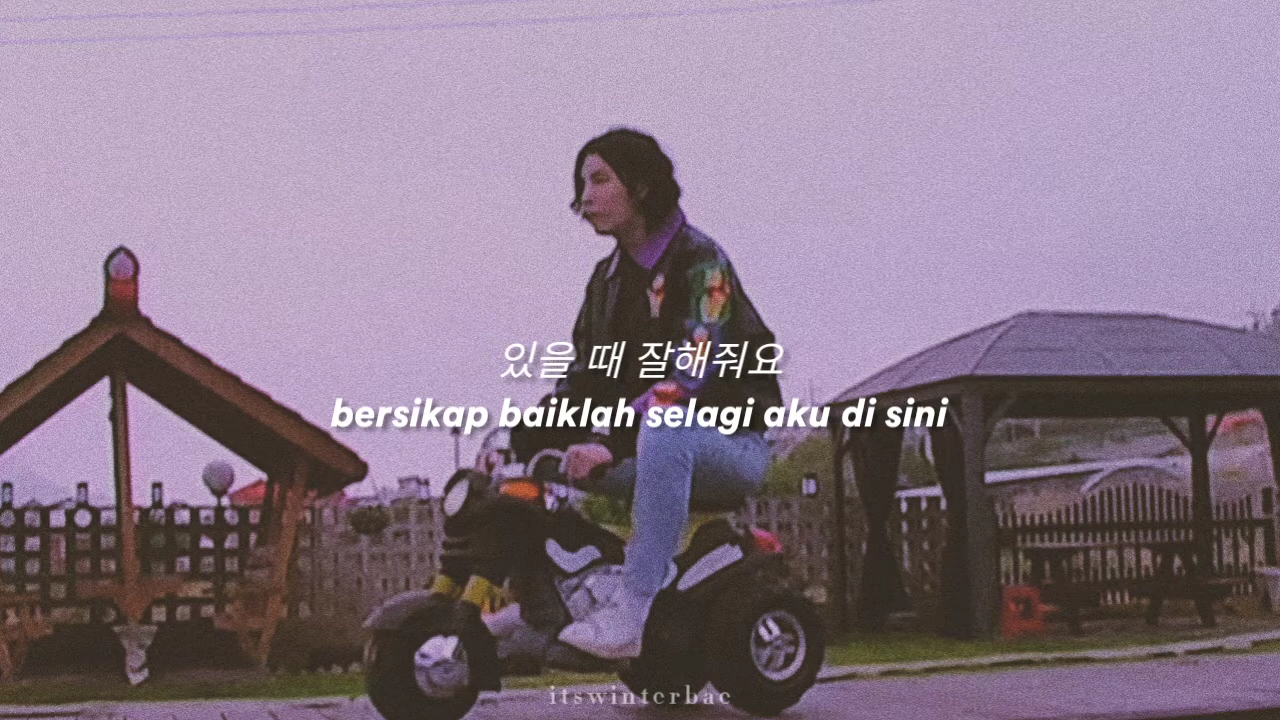 있을 때 잘해줘요
bersikap baiklah selagi aku di sini
itswinterbae